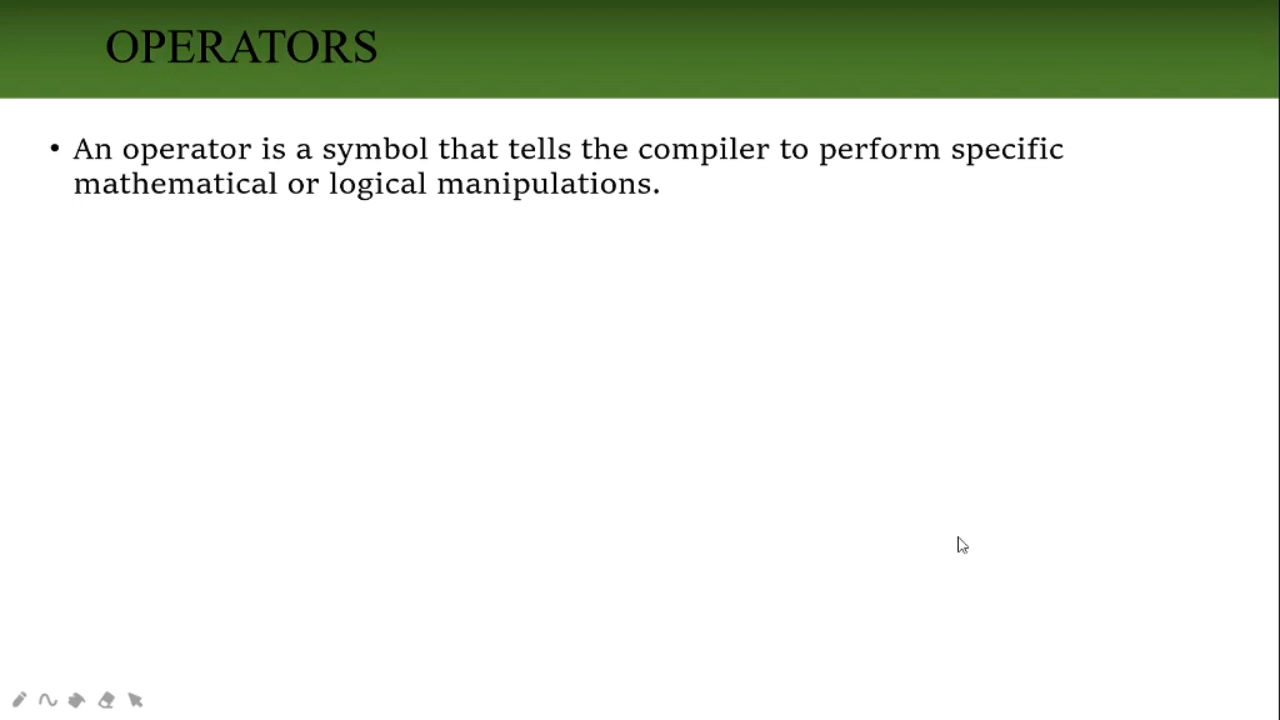 OPERATORS
• An operator is a symbol that tells the compiler to perform specific
mathematical or logical manipulations.